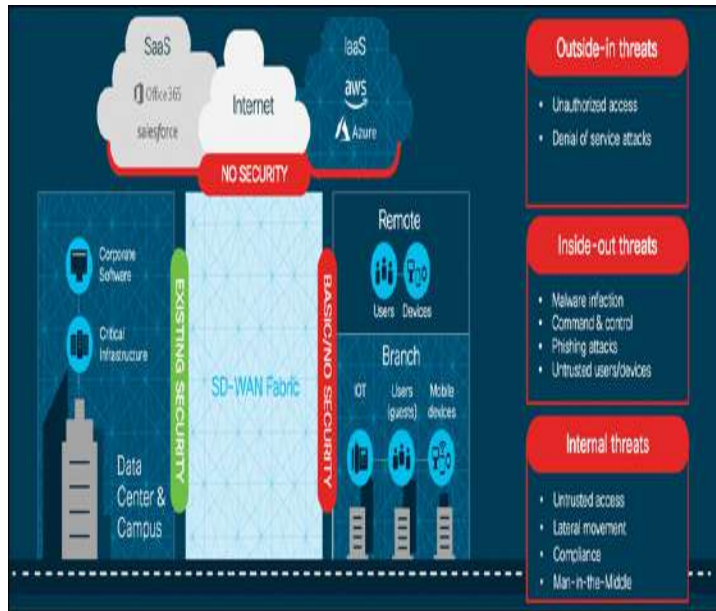 SaaS
Office 365
salesforce
Internet
IaaS
aws
Azure
NO SECURITY
Corporate
Software
Critical
Infrastructure
Data
Center &
Campus
EXISTING SECURITY
SD-WAN Fabric
BASIC/NO SECURITY
Remote
Users Devices
Branch
IOT Users Mobile
(guests) devices
Outside-in threats
• Unauthorized access
• Denial of service attacks
Inside-out threats
• Malware infection
• Command & control
• Phishing attacks
• Untrusted users/devices
Internal threats
• Untrusted access
• Lateral movement
• Compliance
• Man-in-the-Middle